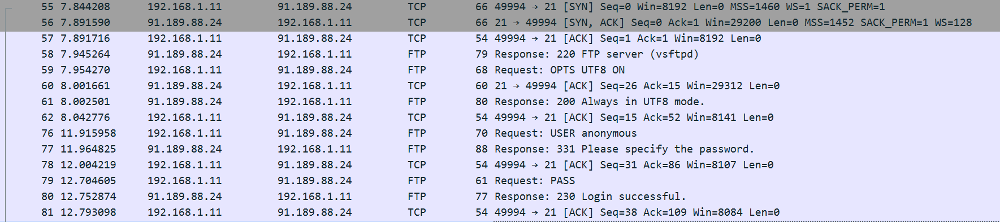 55 7.844208 192.168.1.11 91.189.88.24 TCP 66 49994 → 21 [SYN] Seq=0 Win=8192 Len=0 MSS=1460 WS=1 SACK_PERM=1
56 7.891590 91.189.88.24 192.168.1.11 TCP 66 21 → 49994 [SYN, ACK] Seq=0 Ack=1 Win=29200 Len=0 MSS=1452 SACK_PERM=1 WS=128
57 7.891716 192.168.1.11 91.189.88.24 TCP 54 49994 → 21 [ACK] Seq=1 Ack=1 Win=8192 Len=0
58 7.945264 91.189.88.24 192.168.1.11 FTP 79 Response: 220 FTP server (vsftpd)
59 7.954270 192.168.1.11 91.189.88.24 FTP 68 Request: OPTS UTF8 ON
60 8.001661 91.189.88.24 192.168.1.11 TCP 60 21 → 49994 [ACK] Seq=26 Ack=15 Win=29312 Len=0
61 8.002501 91.189.88.24 192.168.1.11 FTP 80 Response: 200 Always in UTF8 mode.
62 8.042776 192.168.1.11 91.189.88.24 TCP 54 49994 → 21 [ACK] Seq=15 Ack=52 Win=8141 Len=0
76 11.915958 192.168.1.11 91.189.88.24 FTP 70 Request: USER anonymous
77 11.964825 91.189.88.24 192.168.1.11 FTP 88 Response: 331 Please specify the password.
78 12.004219 192.168.1.11 91.189.88.24 TCP 54 49994 → 21 [ACK] Seq=31 Ack=86 Win=8107 Len=0
79 12.704605 192.168.1.11 91.189.88.24 FTP 61 Request: PASS
80 12.752874 91.189.88.24 192.168.1.11 FTP 77 Response: 230 Login successful.
81 12.793098 192.168.1.11 91.189.88.24 TCP 54 49994 → 21 [ACK] Seq=38 Ack=109 Win=8084 Len=0